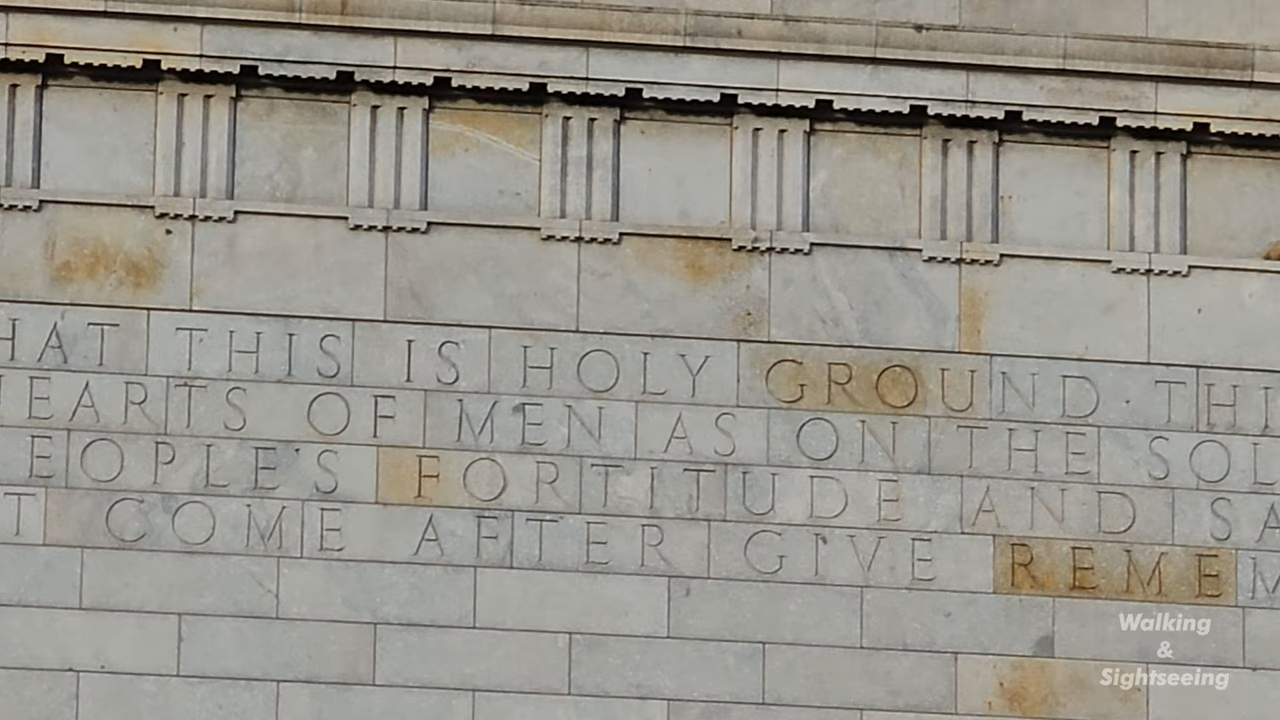 HAT THIS IS HOLY GROUND · THI
HEARTS OF MEN AS ON THE SOL
EOPLE'S FORTITUDE AND SA
T COME AFTER GIVE REMEM
Walking
&
Sightseeing